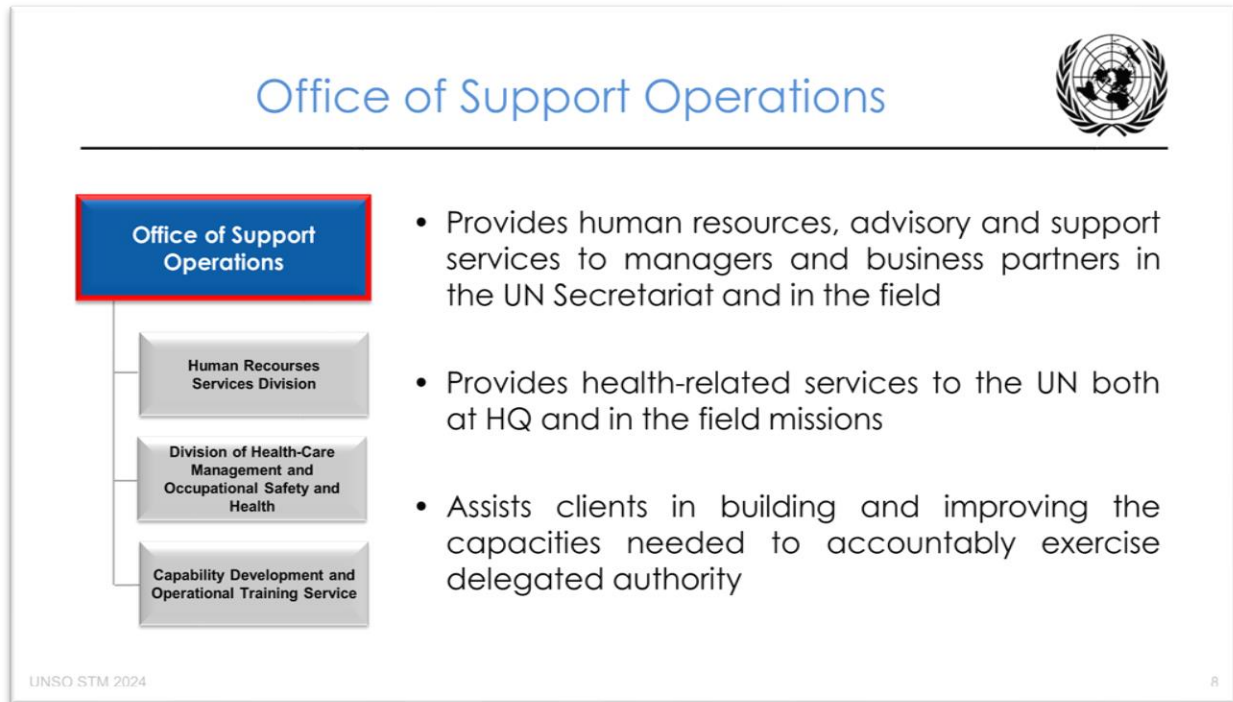 Office of Support Operations
Office of Support
Operations
Human Recourses
Services Division
Division of Health-Care
Management and
Occupational Safety and
Health
Capability Development and
Operational Training Service
• Provides human resources, advisory and support
services to managers and business partners in
the UN Secretariat and in the field
• Provides health-related services to the UN both
at HQ and in the field missions
• Assists clients in building and improving the
capacities needed to accountably exercise
delegated authority
UNSO STM 2024
8